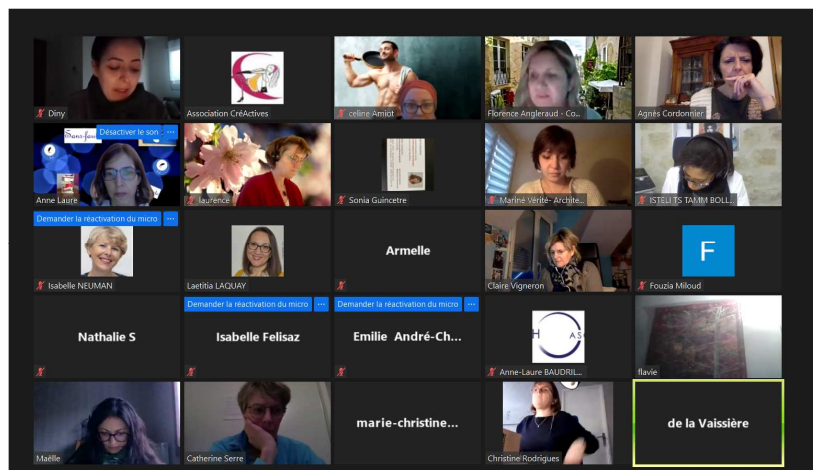 Diny
Association CréActives
celine Amiot
Florence Angleraud - Co...
Agnès Cordonnier
Désactiver le son ...
Anne Laure
laurence
Sonia Guincetre
Marine Vérité- Archite...
ISTELI TS TAMM BOLL...
Demander la réactivation du micro ...
Isabelle NEUMAN
Laetitia LAQUAY
Armelle
Claire Vigneron
F
Fouzia Miloud
Nathalie S
Demander la réactivation du micro ...
Isabelle Felisaz
Demander la réactivation du micro ...
Emilie André-Ch...
H
Anne-Laure BAUDRIL...
flavie
Maëlle
Catherine Serre
marie-christine...
Christine Rodrigues
de la Vaissière